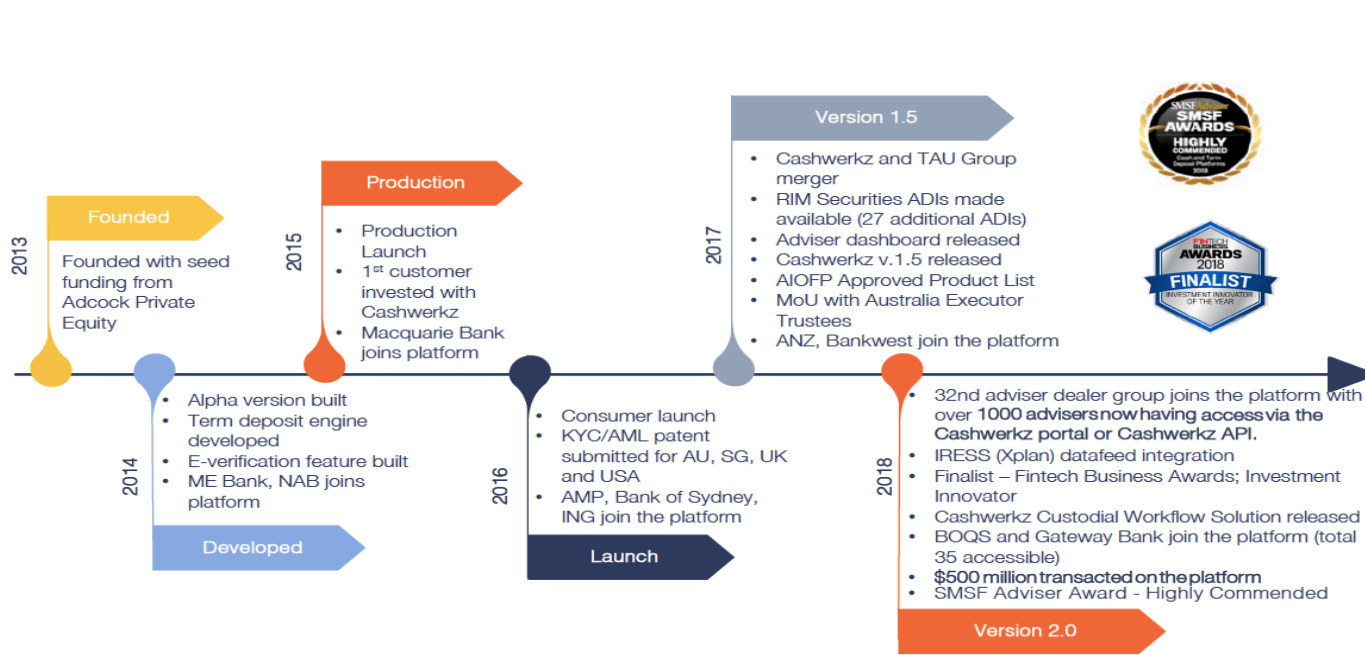 2013
Founded
Founded with seed
funding from
Adcock Private
Equity
2014
• Alpha version built
• Term deposit engine
developed
• E-verification feature built
• ME Bank, NAB joins
platform
Developed
2015
Production
• Production
Launch
• 1st customer
invested with
Cashwerkz
• Macquarie Bank
joins platform
2016
• Consumer launch
• KYC/AML patent
submitted for AU, SG, UK
and USA
• AMP, Bank of Sydney,
ING join the platform
Launch
2017
Version 1.5
• Cashwerkz and TAU Group
merger
• RIM Securities ADIs made
available (27 additional ADIs)
• Adviser dashboard released
• Cashwerkz v.1.5 released
• AIOFP Approved Product List
• MoU with Australia Executor
Trustees
• ANZ, Bankwest join the platform
2018
• 32nd adviser dealer group joins the platform with
over 1000 advisers now having access via the
Cashwerkz portal or Cashwerkz API.
• IRESS (Xplan) datafeed integration
• Finalist – Fintech Business Awards; Investment
Innovator
• Cashwerkz Custodial Workflow Solution released
• BOQS and Gateway Bank join the platform (total
35 accessible)
• $500 million transacted on the platform
• SMSF Adviser Award - Highly Commended
Version 2.0
SMSFAdviser
SMSF
AWARDS
HIGHLY
COMMENDED
Cash and Term
Deposit Platforms
2018
FINTECH
BUSINESS
AWARDS
2018
FINALIST
INVESTMENT INNOVATOR
OF THE YEAR